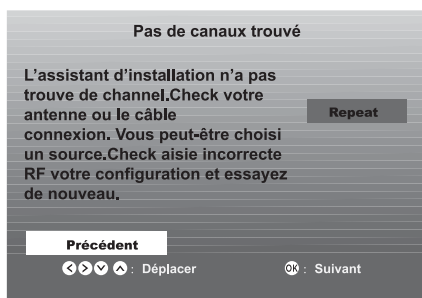 Pas de canaux trouvé
L'assistant d'installation n'a pas
trouve de channel.Check votre
antenne ou le câble
connexion. Vous peut-être choisi
un source.Check aisie incorrecte
RF votre configuration et essayez
de nouveau.
Repeat
Précédent
: Déplacer
OK : Suivant